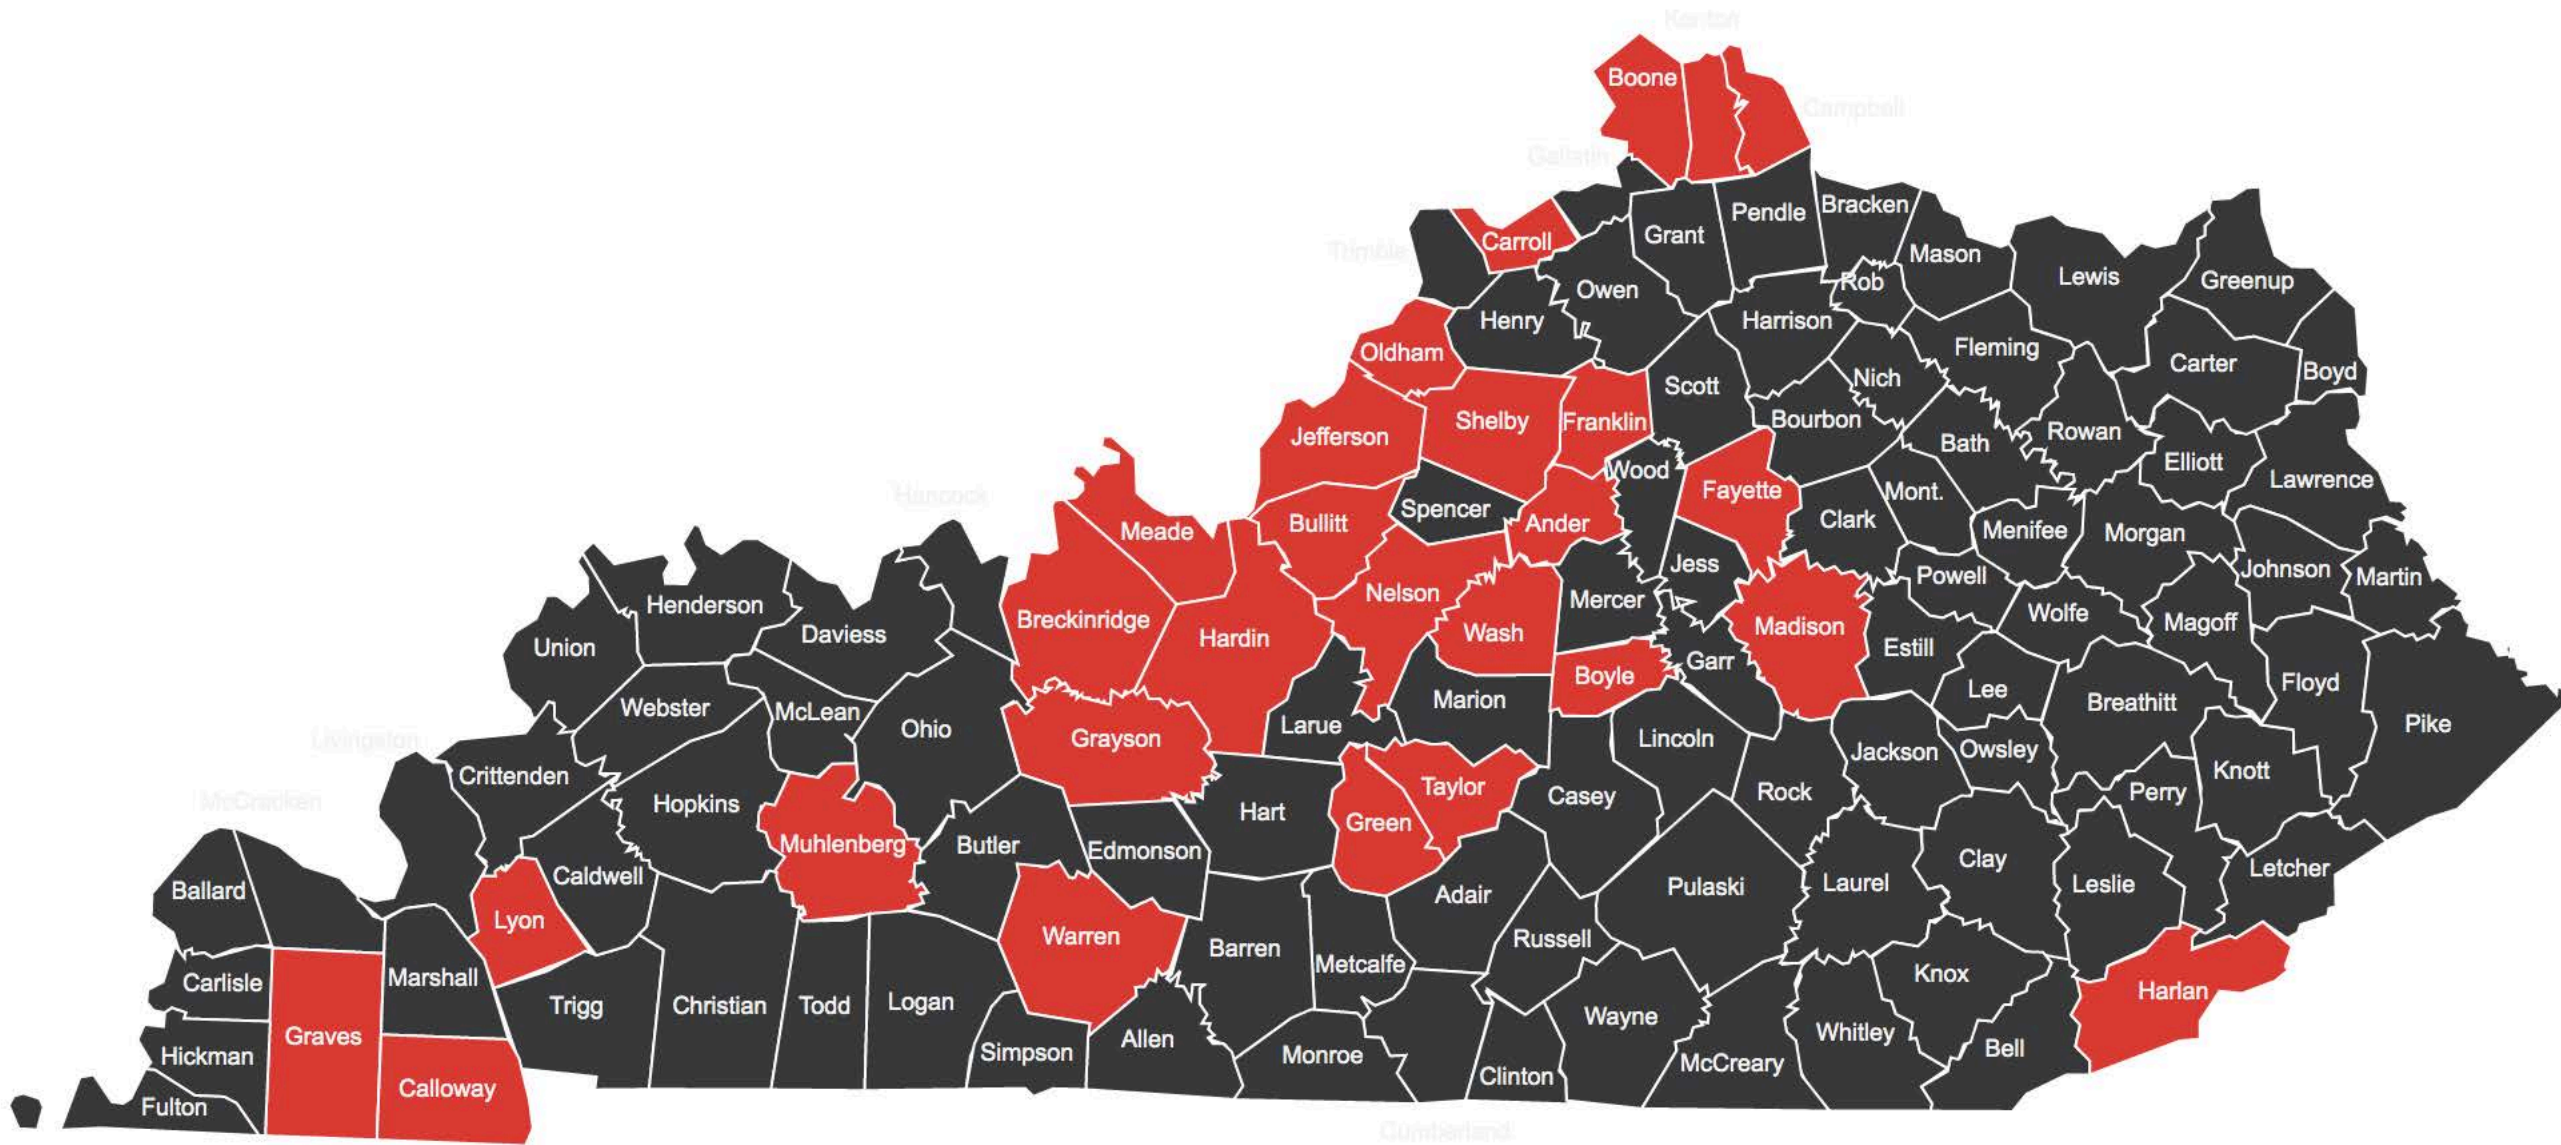 Kenton
Boone
Campbell
Gallatin
Carroll
Trimble
Grant
Pendle
Bracken
Mason
Lewis
Greenup
Owen
Henry
Harrison
Rob
Fleming
Carter
Boyd
Oldham
Scott
Nich
Shelby
Franklin
Bourbon
Jefferson
Bath
Rowan
Elliott
Lawrence
Wood
Fayette
Mont.
Hancock
Meade
Bullitt
Spencer
Ander
Clark
Menifee
Morgan
Jess
Powell
Johnson
Martin
Henderson
Daviess
Breckinridge
Hardin
Nelson
Wash
Mercer
Madison
Wolfe
Magoff
Union
Estill
Garr
Boyle
Lee
Floyd
Webster
McLean
Ohio
Grayson
Larue
Marion
Lincoln
Breathitt
Pike
Livingston
Crittenden
Jackson
Owsley
Knott
McCracken
Hopkins
Hart
Taylor
Green
Casey
Rock
Perry
Muhlenberg
Butler
Edmonson
Ballard
Caldwell
Adair
Pulaski
Laurel
Clay
Leslie
Letcher
Lyon
Warren
Barren
Metcalfe
Russell
Carlisle
Marshall
Trigg
Christian
Todd
Logan
Knox
Harlan
Graves
Hickman
Simpson
Allen
Monroe
Wayne
McCreary
Whitley
Bell
Clinton
Calloway
Fulton
Cumberland